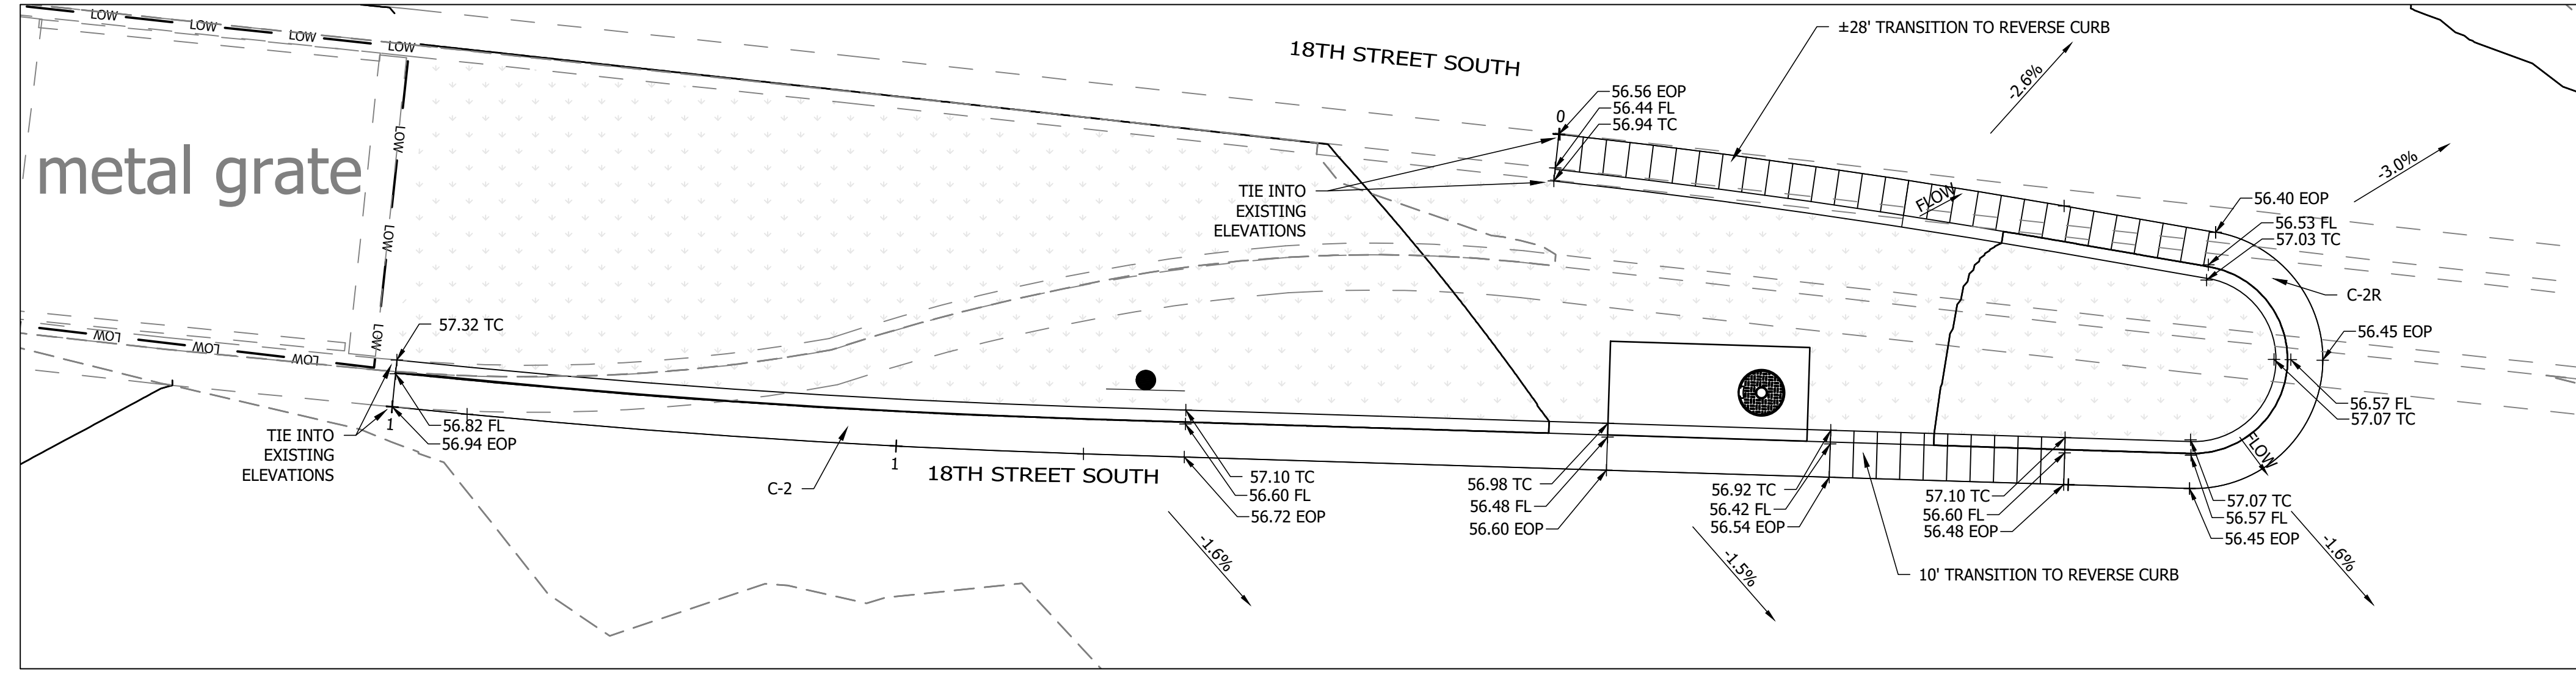 LOW
LOW
LOW
LOW
metal grate
LOW
LOW
LOW
LOW
LOW
LOW
18TH STREET SOUTH
±28' TRANSITION TO REVERSE CURB
-2.6%
-3.0%
0
56.56 EOP
56.44 FL
56.94 TC
TIE INTO
EXISTING
ELEVATIONS
FLOW
56.40 EOP
56.53 FL
57.03 TC
C-2R
56.45 EOP
56.57 FL
57.07 TC
FLOW
57.32 TC
1
56.82 FL
56.94 EOP
TIE INTO
EXISTING
ELEVATIONS
C-2
1
18TH STREET SOUTH
57.10 TC
56.60 FL
56.72 EOP
-1.6%
56.98 TC
56.48 FL
56.60 EOP
56.92 TC
56.42 FL
56.54 EOP
-1.5%
57.10 TC
56.60 FL
56.48 EOP
10' TRANSITION TO REVERSE CURB
57.07 TC
56.57 FL
56.45 EOP
-1.6%